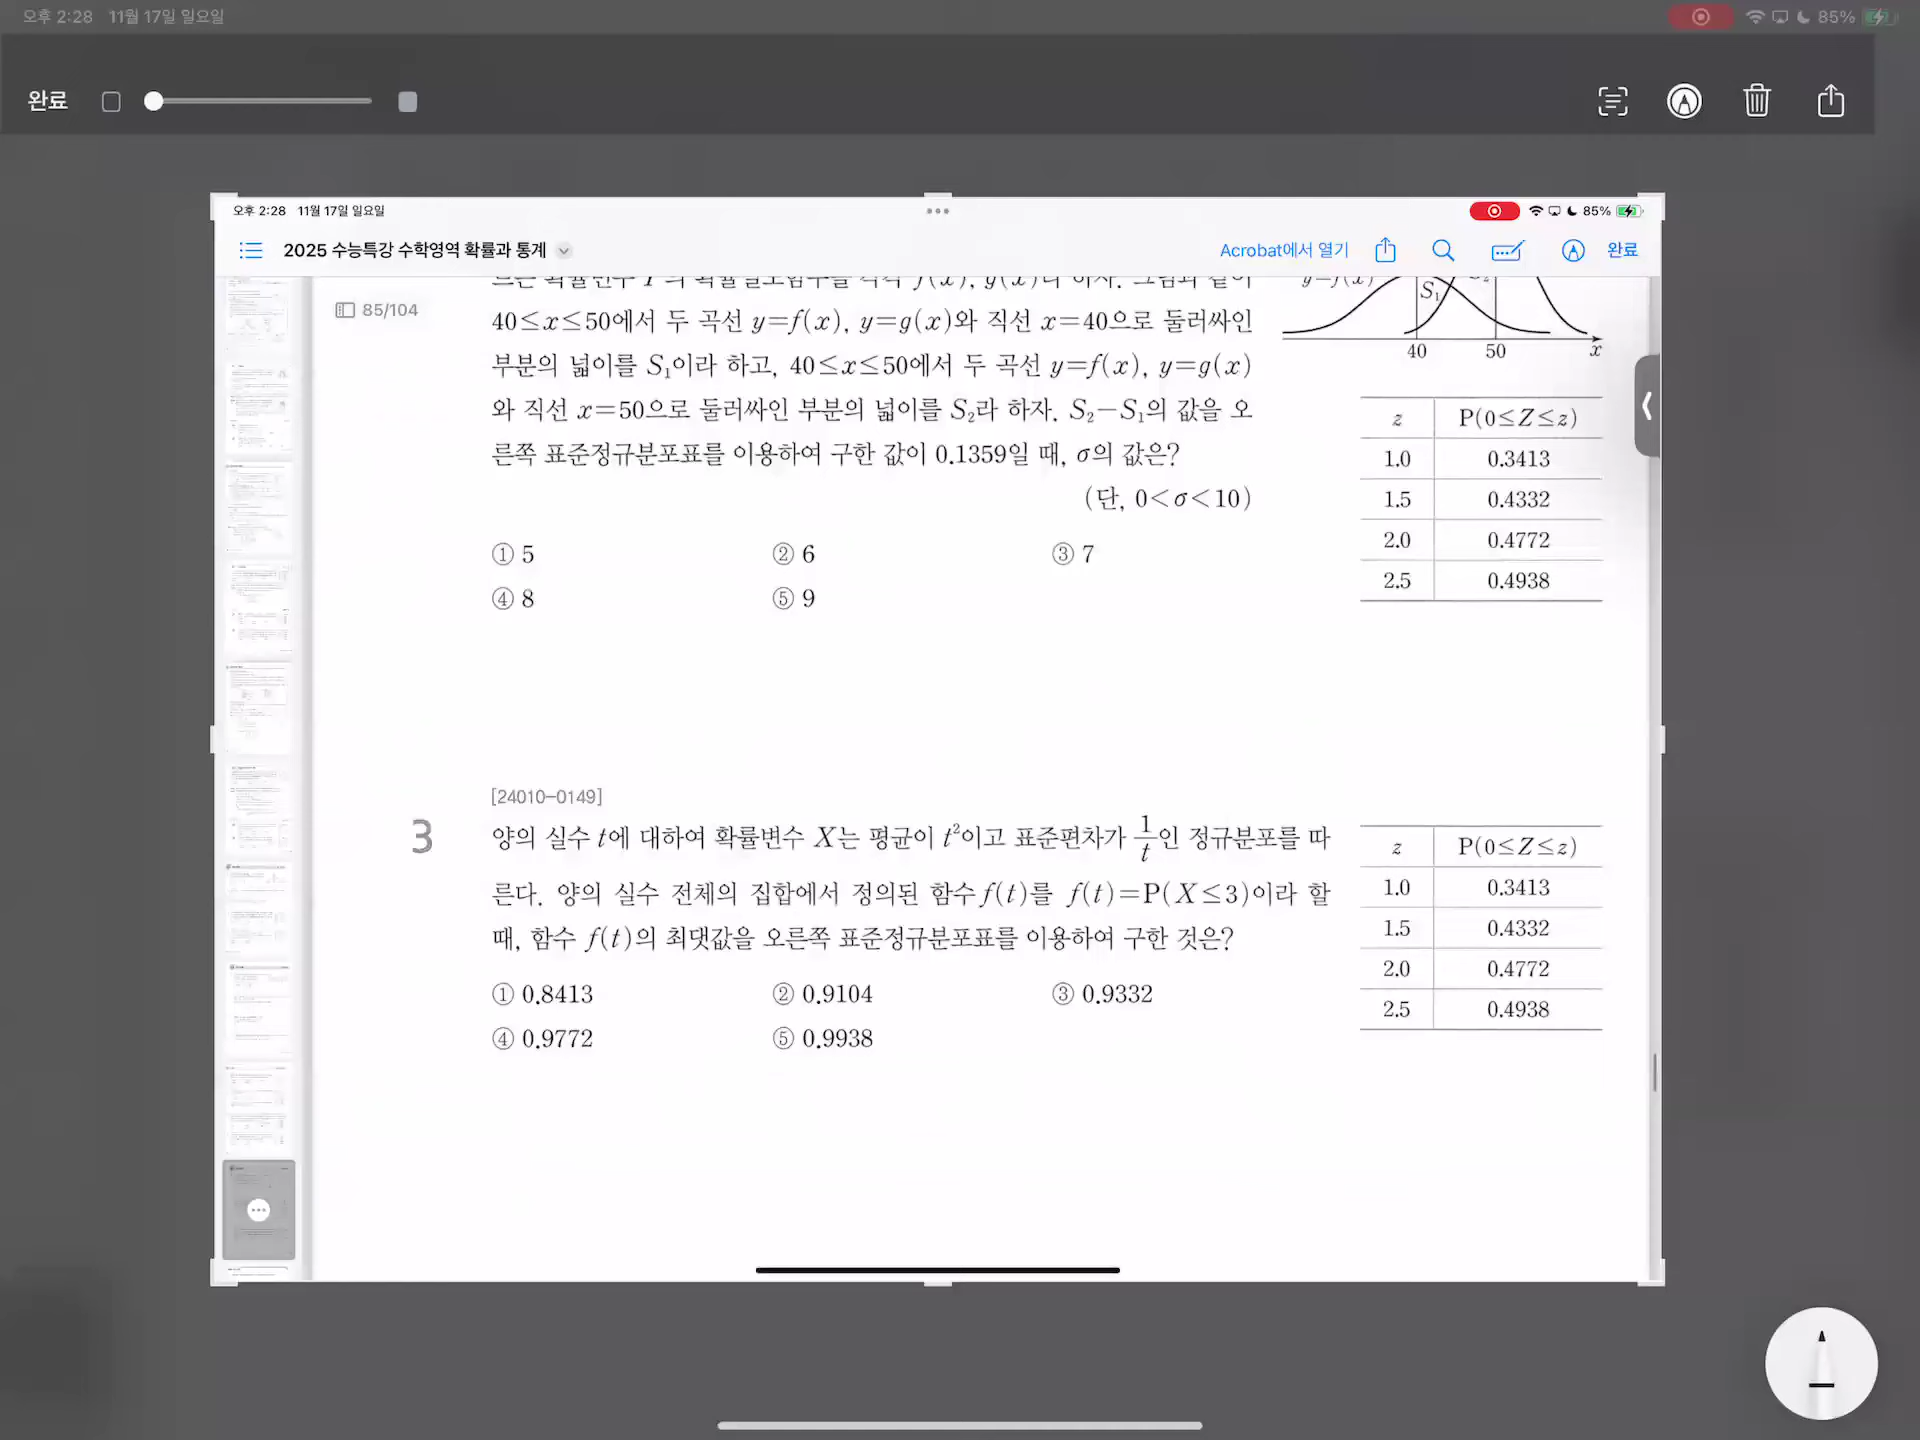 오후 2:28 11월 17일 일요일
85%
완료
오후 2:28 11월 17일 일요일
85%
2025 수능특강 수학영역 확률과 통계
Acrobat에서 열기
완료
85/104
40≤x≤50에서 두 곡선 y=f(x), y=g(x)와 직선 x=40으로 둘러싸인
부분의 넓이를 S₁이라 하고, 40≤x≤50에서 두 곡선 y=f(x), y=g(x)
와 직선 x=50으로 둘러싸인 부분의 넓이를 S₂라 하자. S₂−S₁의 값을 오
른쪽 표준정규분포표를 이용하여 구한 값이 0.1359일 때, σ의 값은?
(단, 0<σ<10)
① 5 ② 6 ③ 7
④ 8 ⑤ 9
S₁
40 50 x
z P(0≤Z≤z)
1.0 0.3413
1.5 0.4332
2.0 0.4772
2.5 0.4938
[24010-0149]
3
양의 실수 t에 대하여 확률변수 X는 평균이 t²이고 표준편차가 1/t인 정규분포를 따
른다. 양의 실수 전체의 집합에서 정의된 함수 f(t)를 f(t)=P(X≤3)이라 할
때, 함수 f(t)의 최댓값을 오른쪽 표준정규분포표를 이용하여 구한 것은?
① 0.8413 ② 0.9104 ③ 0.9332
④ 0.9772 ⑤ 0.9938
z P(0≤Z≤z)
1.0 0.3413
1.5 0.4332
2.0 0.4772
2.5 0.4938